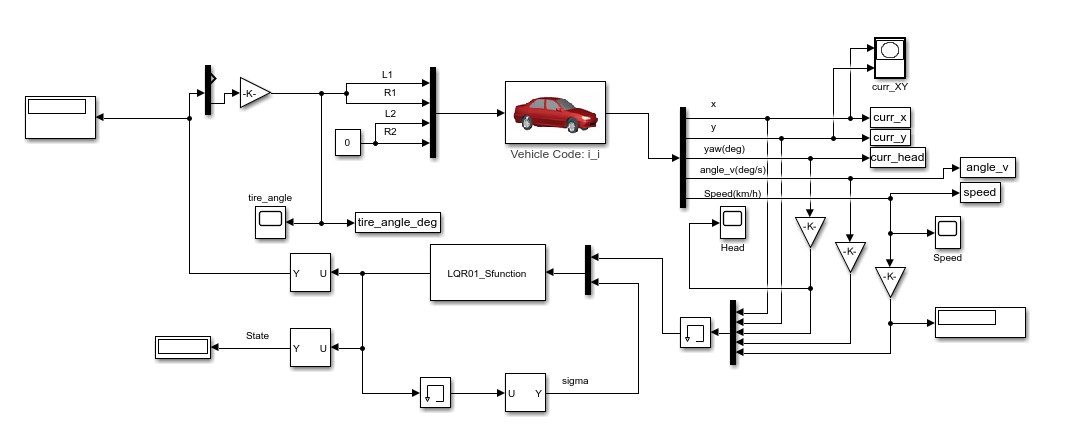 curr_XY
L1
x
-K-
R1
curr_x
L2
y
curr_y
0
R2
yaw(deg)
curr_head
Vehicle Code: i_i
angle_v(deg/s)
angle_v
tire_angle
Speed(km/h)
speed
tire_angle_deg
Head
-K-
-K-
Speed
Y U
LQR01_Sfunction
-K-
State
Y U
sigma
U Y